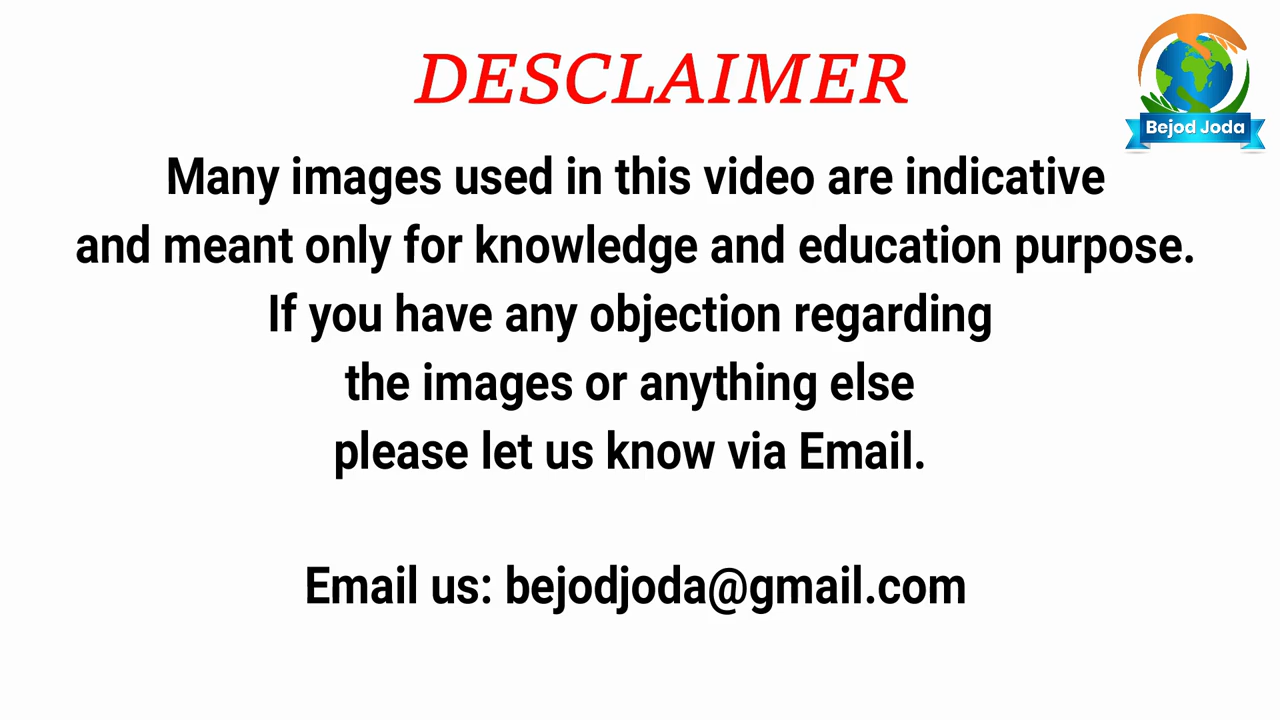 DESCLAIMER
Bejod Joda
Many images used in this video are indicative
and meant only for knowledge and education purpose.
If you have any objection regarding
the images or anything else
please let us know via Email.
Email us: bejodjoda@gmail.com